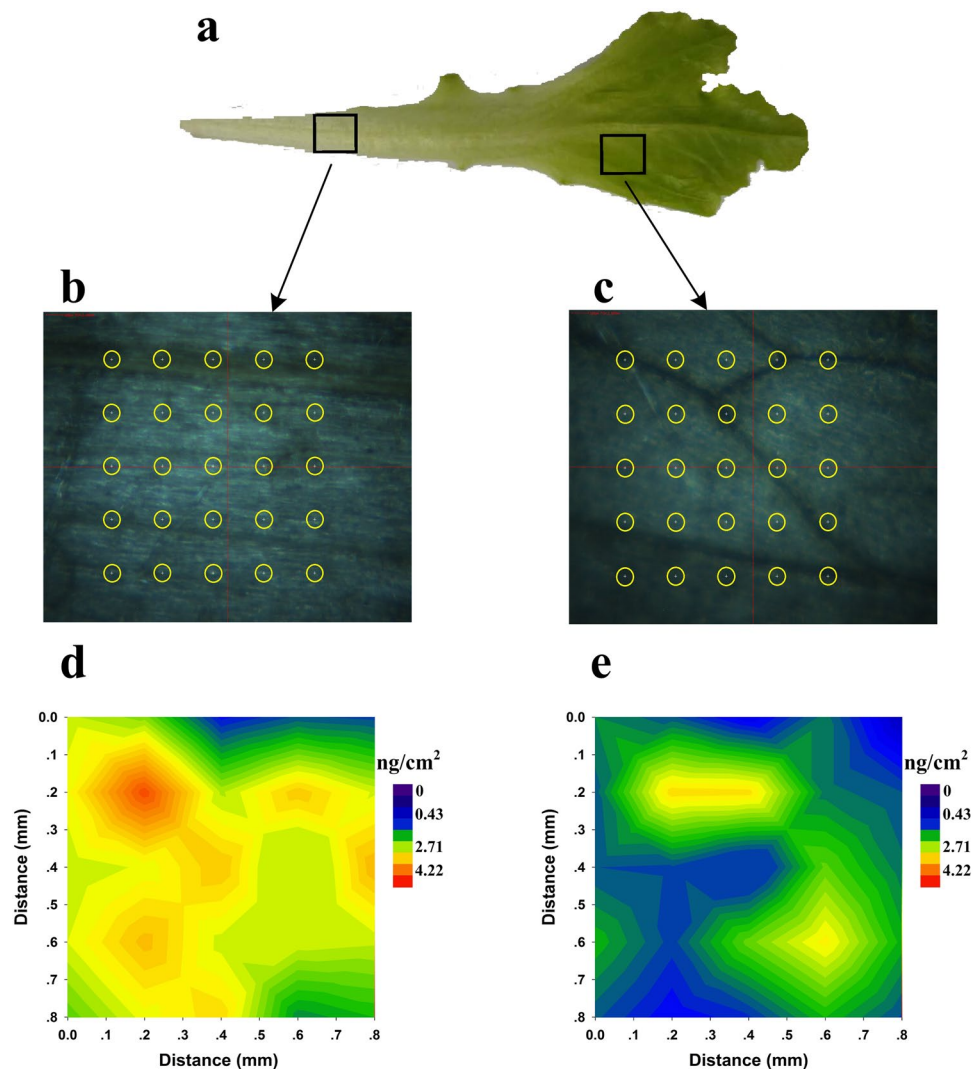 a
b
c
d
e
0.0
.1
.2
.3
.4
.5
.6
.7
.8
Distance (mm)
0.0 .1 .2 .3 .4 .5 .6 .7 .8
Distance (mm)
ng/cm²
0
0.43
2.71
4.22
0.0
.1
.2
.3
.4
.5
.6
.7
.8
Distance (mm)
0.0 .1 .2 .3 .4 .5 .6 .7 .8
Distance (mm)
ng/cm²
0
0.43
2.71
4.22